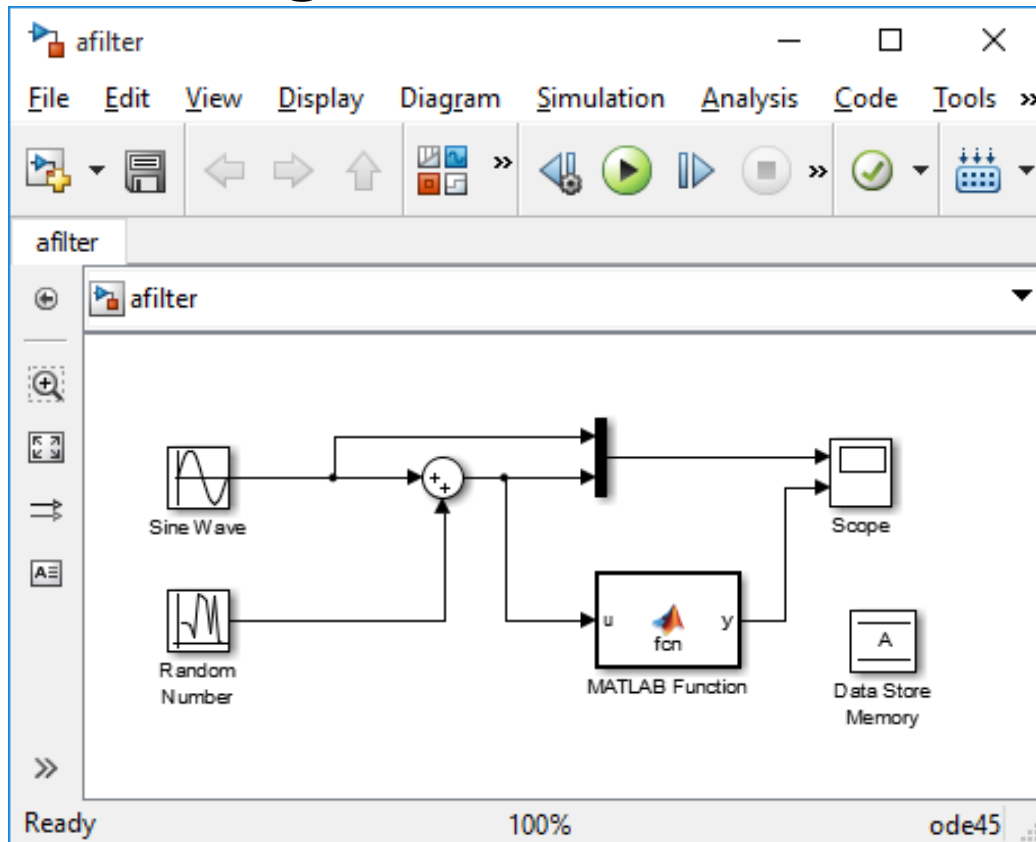 afilter
File Edit View Display Diagram Simulation Analysis Code Tools »
afilter
afilter
Sine Wave
+
+
Scope
Random
Number
u
fcn
y
MATLAB Function
A
Data Store
Memory
Ready 100% ode45